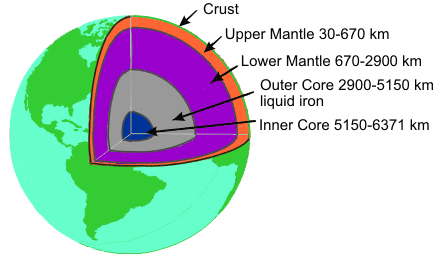 Crust
Upper Mantle 30-670 km
Lower Mantle 670-2900 km
Outer Core 2900-5150 km
liquid iron
Inner Core 5150-6371 km